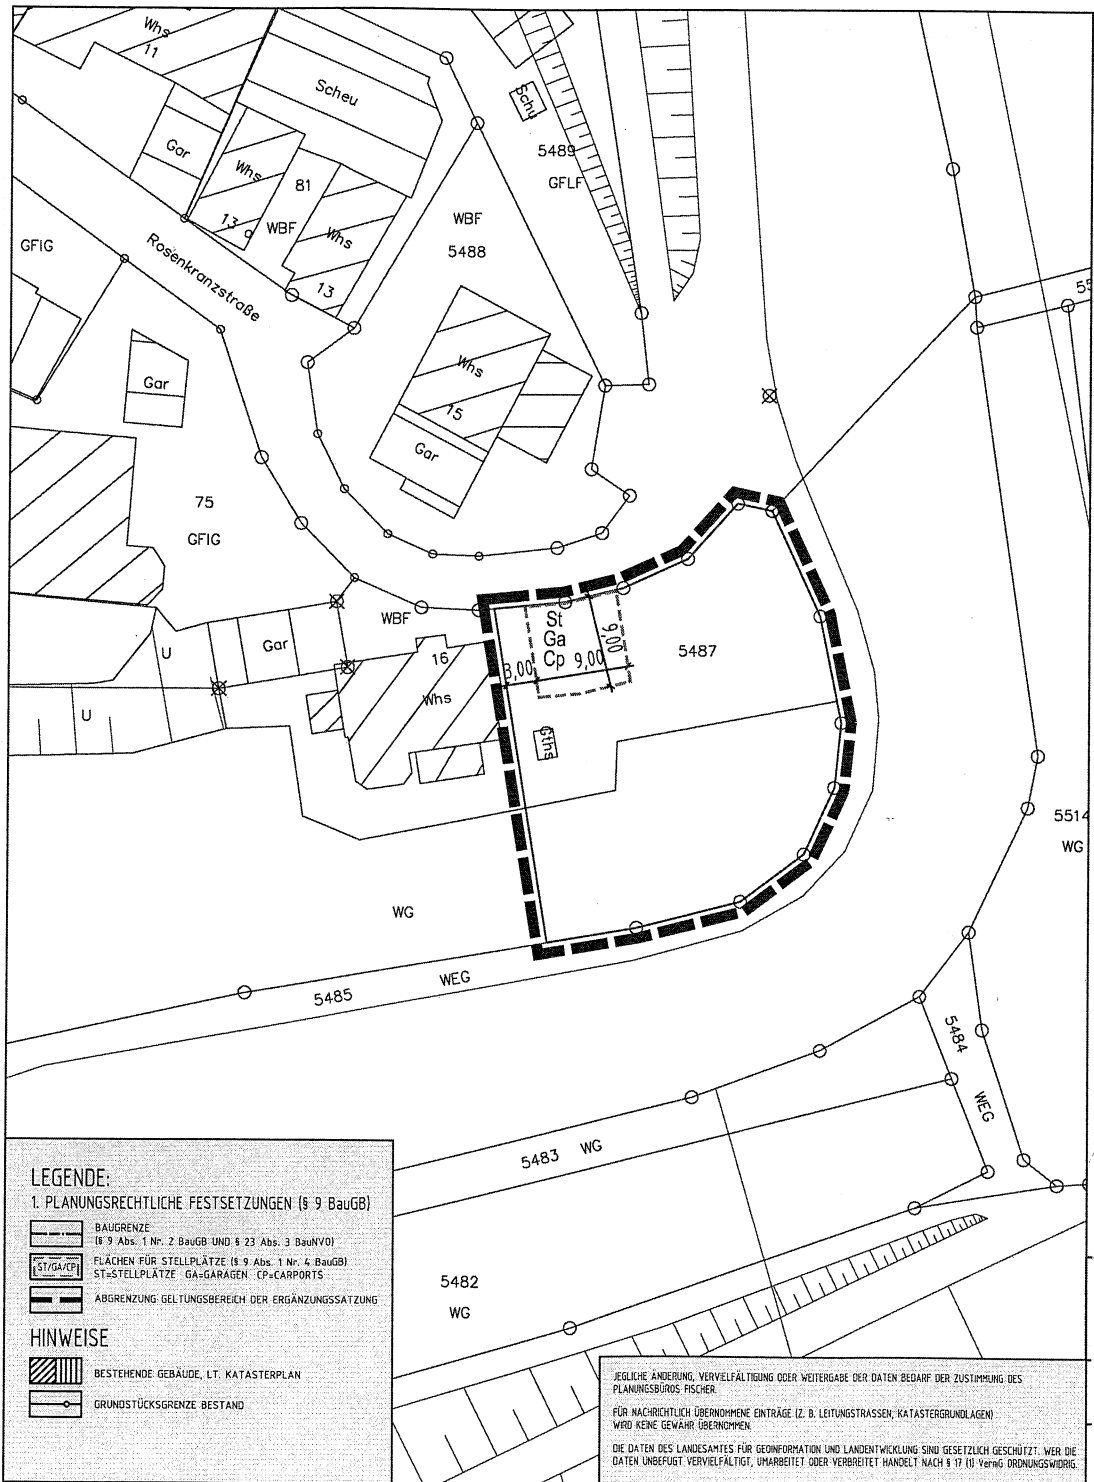 Whs
11
Scheu
Schu
Gar
Whs
13 a
81
WBF
Whs
13
5489
GFLF
WBF
5488
GFIG
Rosenkranzstraße
Gar
Whs
15
Gar
75
GFIG
WBF
Gar
U
U
16
Whs
St
Ga
Cp
9,00
9,00
3,00
5487
Gths
5514
WG
WG
WEG
5485
5484
WEG
5483 WG
5482
WG
LEGENDE:
1. PLANUNGSRECHTLICHE FESTSETZUNGEN (§ 9 BauGB)
BAUGRENZE
(§ 9 Abs. 1 Nr. 2 BauGB UND § 23 Abs. 3 BauNVO)
ST/GA/CP
FLÄCHEN FÜR STELLPLÄTZE (§ 9 Abs. 1 Nr. 4 BauGB)
ST=STELLPLÄTZE GA=GARAGEN CP=CARPORTS
ABGRENZUNG GELTUNGSBEREICH DER ERGÄNZUNGSSATZUNG
HINWEISE
BESTEHENDE GEBÄUDE, LT. KATASTERPLAN
GRUNDSTÜCKSGRENZE BESTAND
JEGLICHE ÄNDERUNG, VERVIELFÄLTIGUNG ODER WEITERGABE DER DATEN BEDARF DER ZUSTIMMUNG DES
PLANUNGSBÜROS FISCHER.
FÜR NACHRICHTLICH ÜBERNOMMENE EINTRÄGE (Z. B. LEITUNGSTRASSEN, KATASTERGRUNDLAGEN)
WIRD KEINE GEWÄHR ÜBERNOMMEN.
DIE DATEN DES LANDESAMTES FÜR GEOINFORMATION UND LANDENTWICKLUNG SIND GESETZLICH GESCHÜTZT. WER DIE
DATEN UNBEFUGT VERVIELFÄLTIGT, UMARBEITET ODER VERBREITET HANDELT NACH § 17 (1) VermG ORDNUNGSWIDRIG.